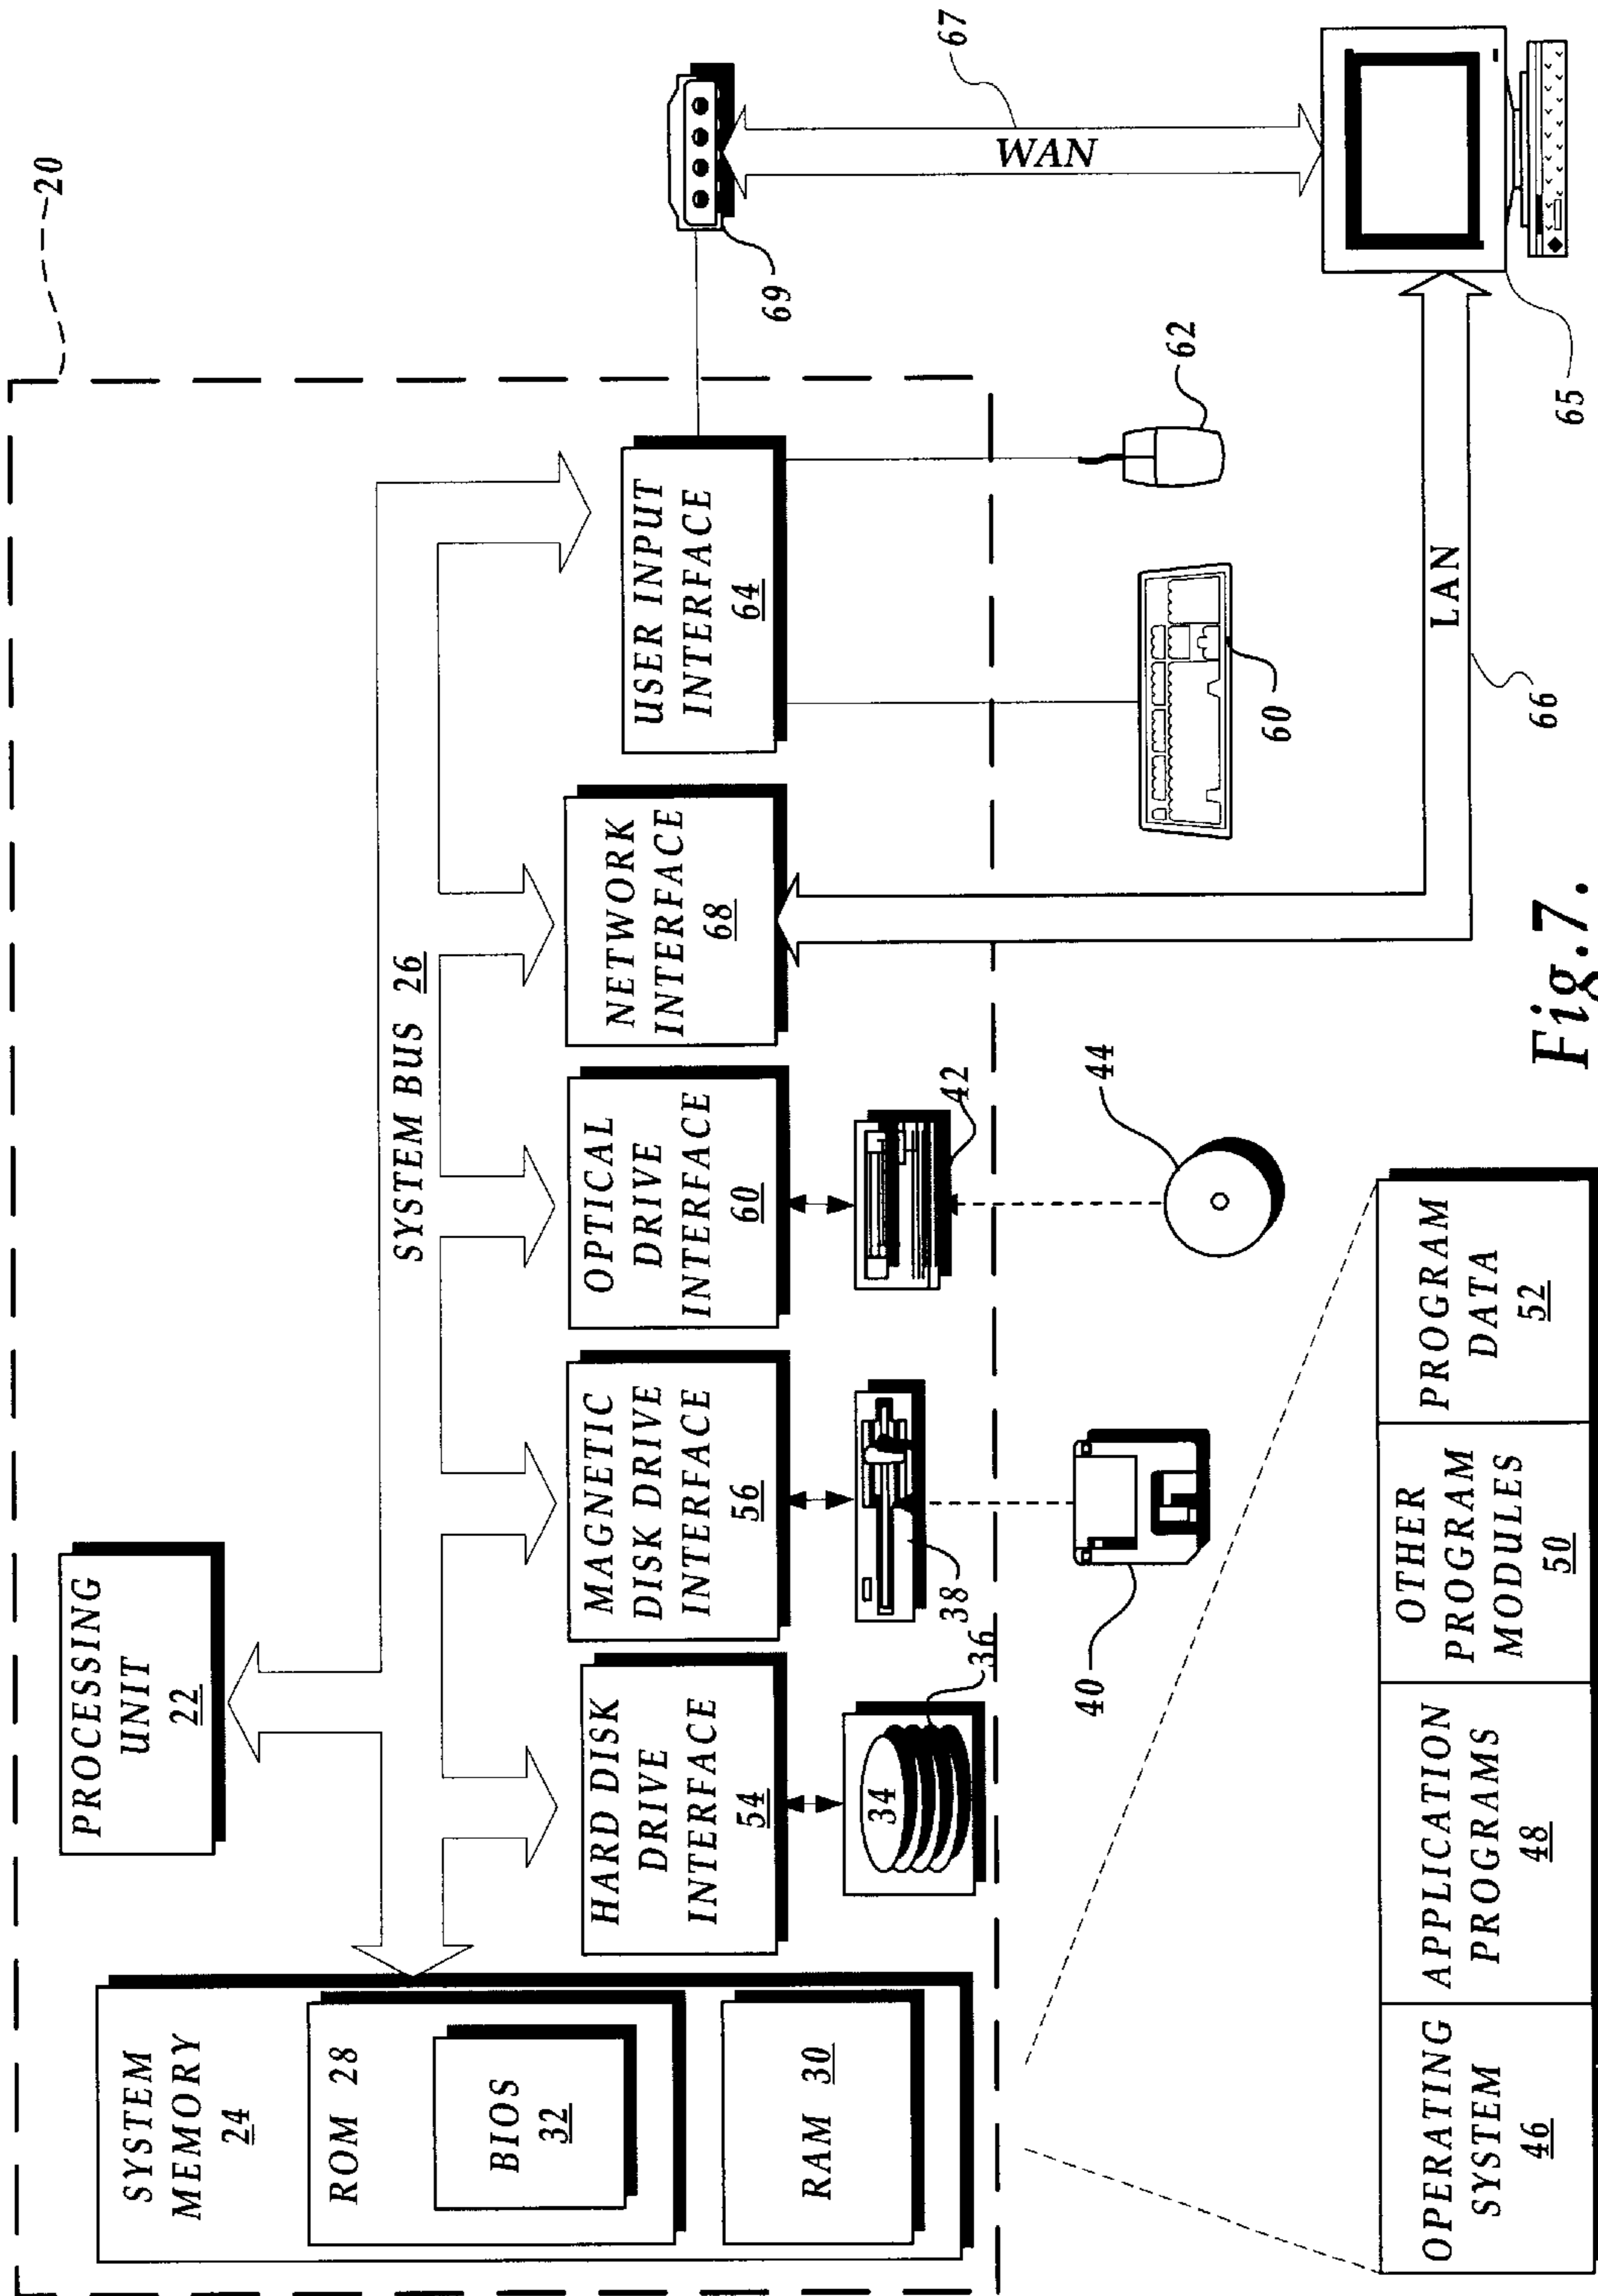 20
PROCESSING
UNIT
22
SYSTEM
MEMORY
24
ROM 28
BIOS
32
RAM 30
SYSTEM BUS 26
HARD DISK
DRIVE
INTERFACE
54
MAGNETIC
DISK DRIVE
INTERFACE
56
OPTICAL
DRIVE
INTERFACE
60
NETWORK
INTERFACE
68
USER INPUT
INTERFACE
64
69
34
36
38
42
40
44
60
62
WAN
67
LAN
66
65
OPERATING
SYSTEM
46
APPLICATION
PROGRAMS
48
OTHER
PROGRAM
MODULES
50
PROGRAM
DATA
52
Fig.7.